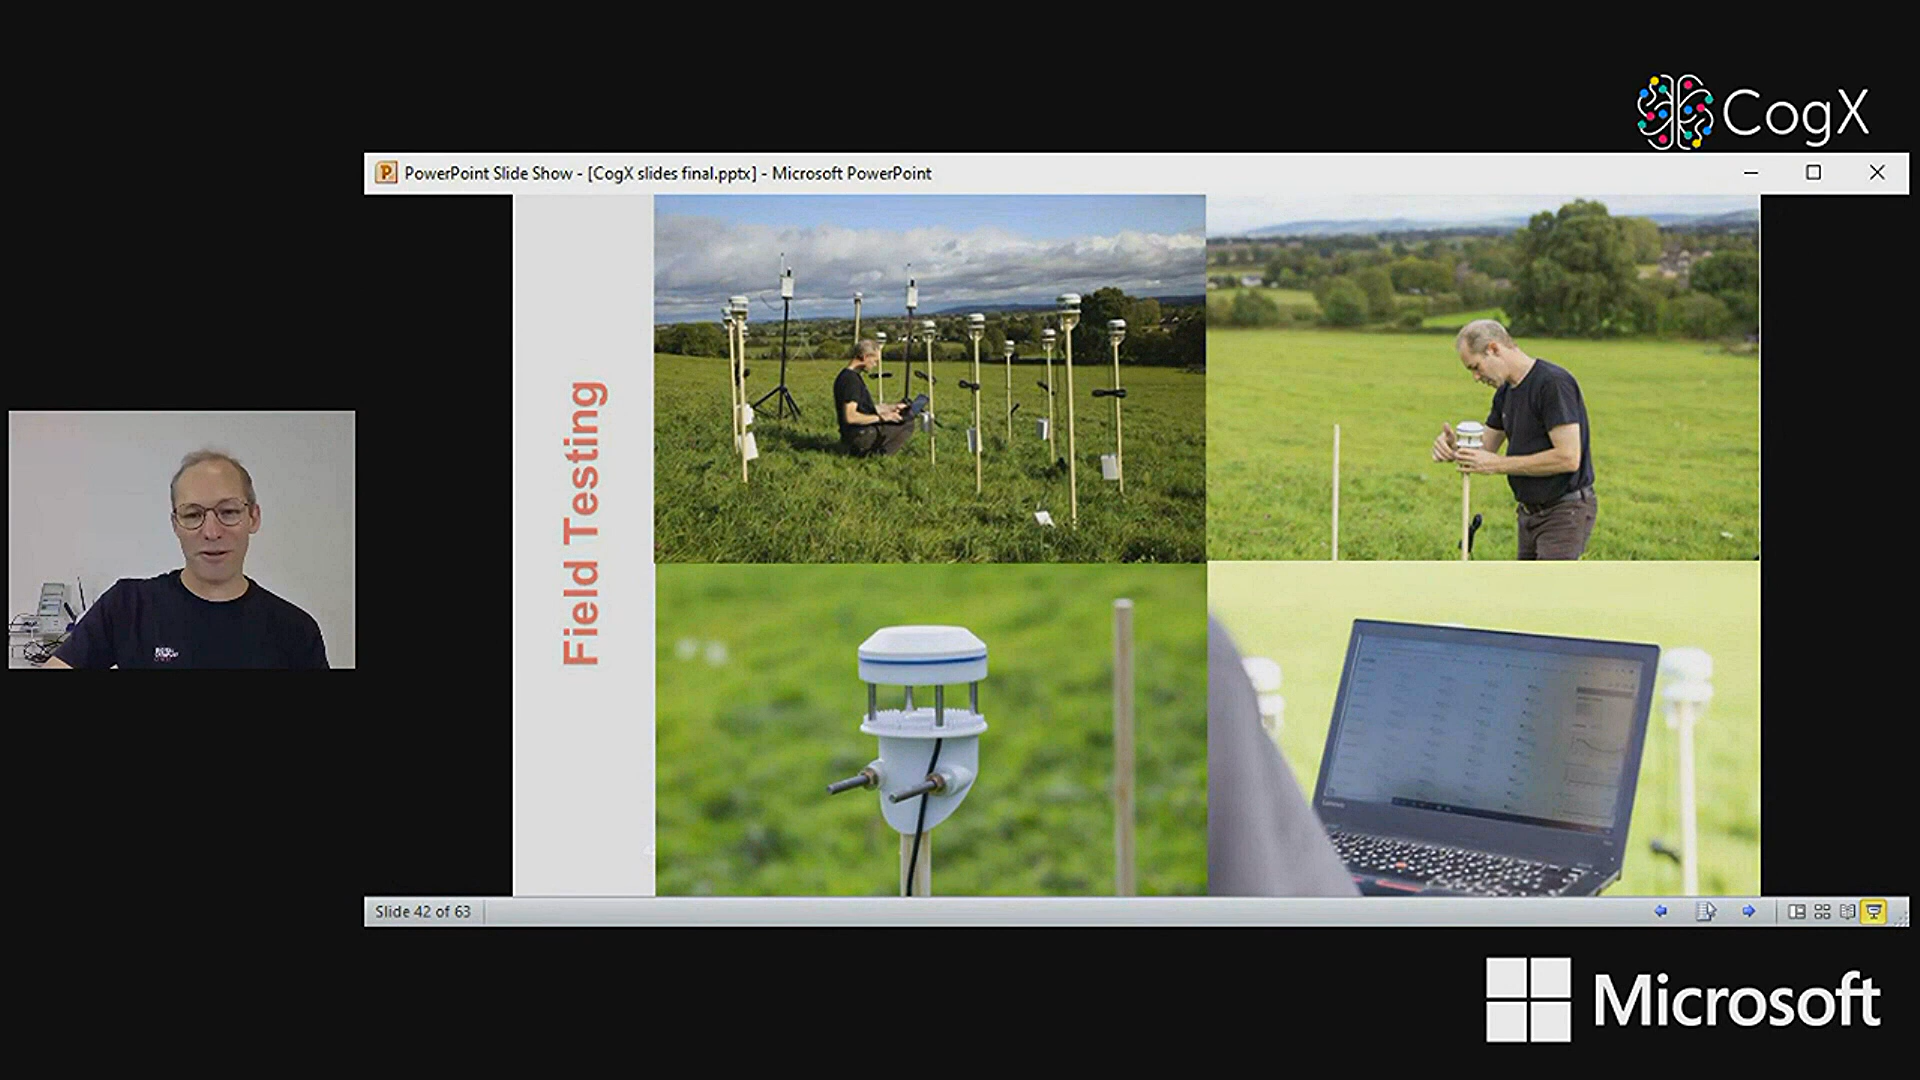 CogX
PowerPoint Slide Show - [CogX slides final.pptx] - Microsoft PowerPoint
Field Testing
Slide 42 of 63
Microsoft